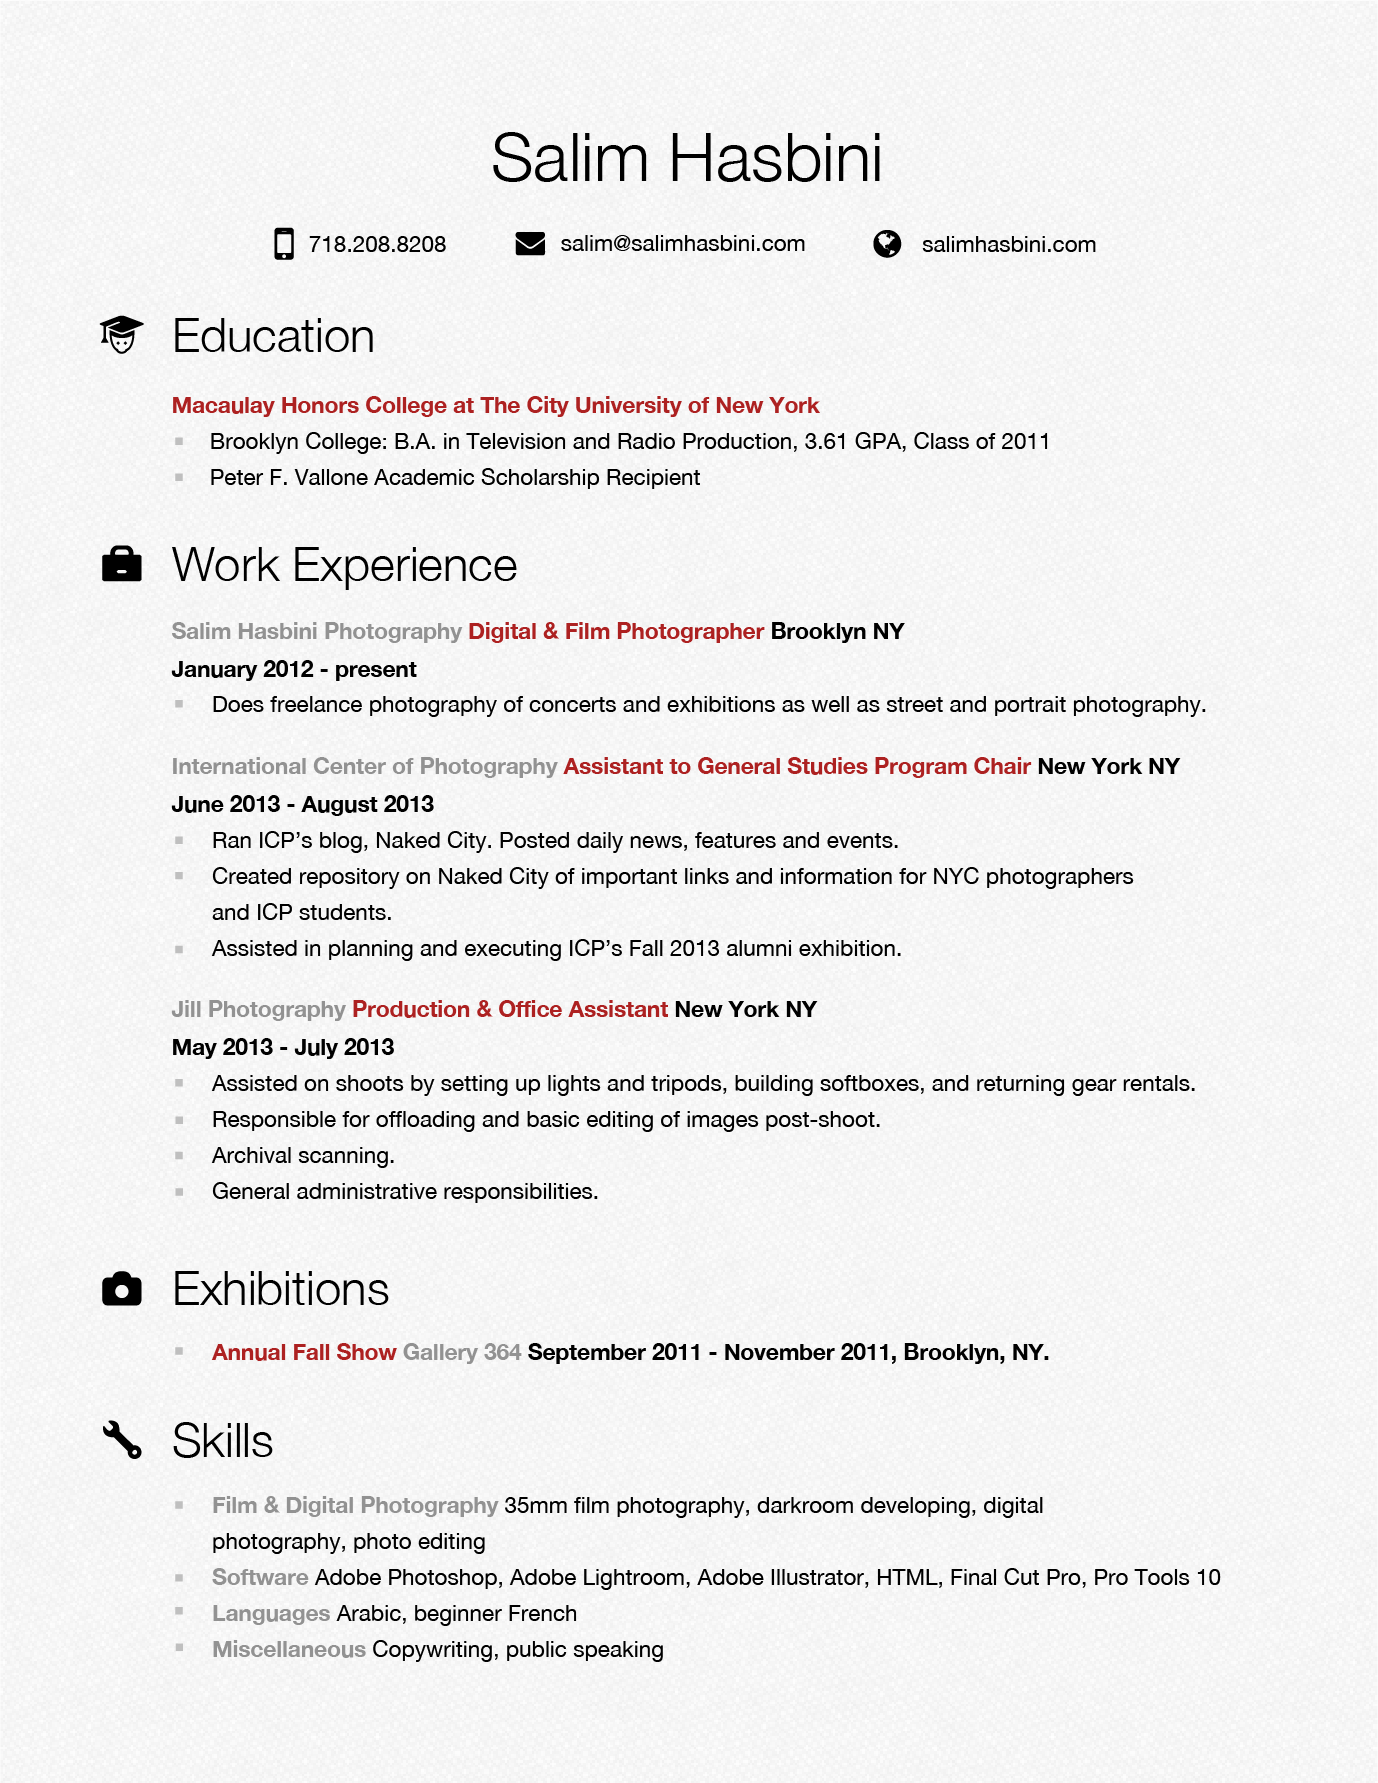 Salim Hasbini
718.208.8208 salim@salimhasbini.com salimhasbini.com
Education
Macaulay Honors College at The City University of New York
Brooklyn College: B.A. in Television and Radio Production, 3.61 GPA, Class of 2011
Peter F. Vallone Academic Scholarship Recipient
Work Experience
Salim Hasbini Photography Digital & Film Photographer Brooklyn NY
January 2012 - present
Does freelance photography of concerts and exhibitions as well as street and portrait photography.
International Center of Photography Assistant to General Studies Program Chair New York NY
June 2013 - August 2013
Ran ICP’s blog, Naked City. Posted daily news, features and events.
Created repository on Naked City of important links and information for NYC photographers
and ICP students.
Assisted in planning and executing ICP’s Fall 2013 alumni exhibition.
Jill Photography Production & Office Assistant New York NY
May 2013 - July 2013
Assisted on shoots by setting up lights and tripods, building softboxes, and returning gear rentals.
Responsible for offloading and basic editing of images post-shoot.
Archival scanning.
General administrative responsibilities.
Exhibitions
Annual Fall Show Gallery 364 September 2011 - November 2011, Brooklyn, NY.
Skills
Film & Digital Photography 35mm film photography, darkroom developing, digital
photography, photo editing
Software Adobe Photoshop, Adobe Lightroom, Adobe Illustrator, HTML, Final Cut Pro, Pro Tools 10
Languages Arabic, beginner French
Miscellaneous Copywriting, public speaking